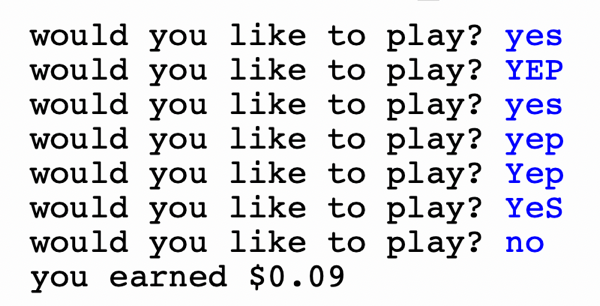 would you like to play? yes
would you like to play? YEP
would you like to play? yes
would you like to play? yep
would you like to play? Yep
would you like to play? YeS
would you like to play? no
you earned $0.09